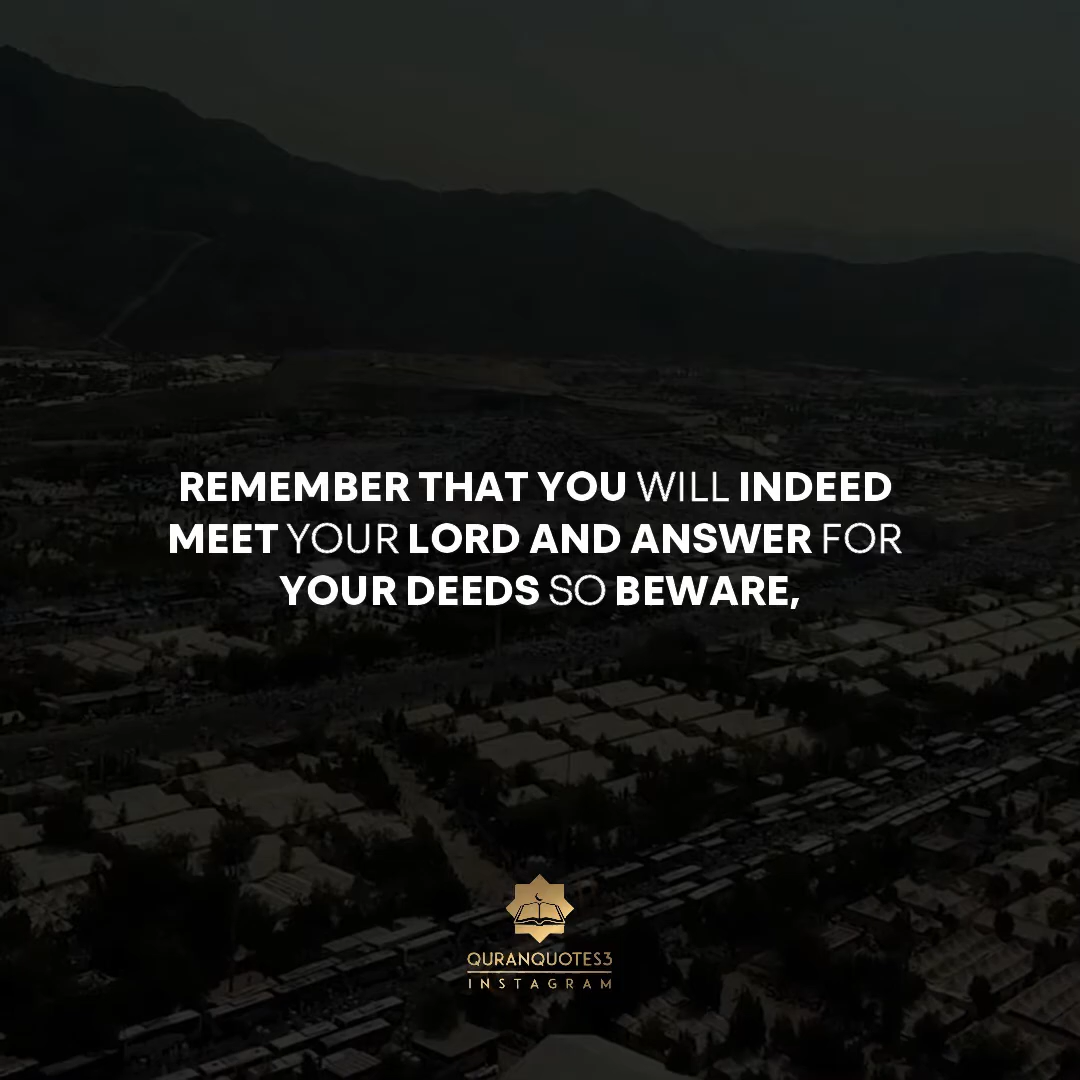 REMEMBER THAT YOU WILL INDEED
MEET YOUR LORD AND ANSWER FOR
YOUR DEEDS SO BEWARE,
QURANQUOTES3
INSTAGRAM